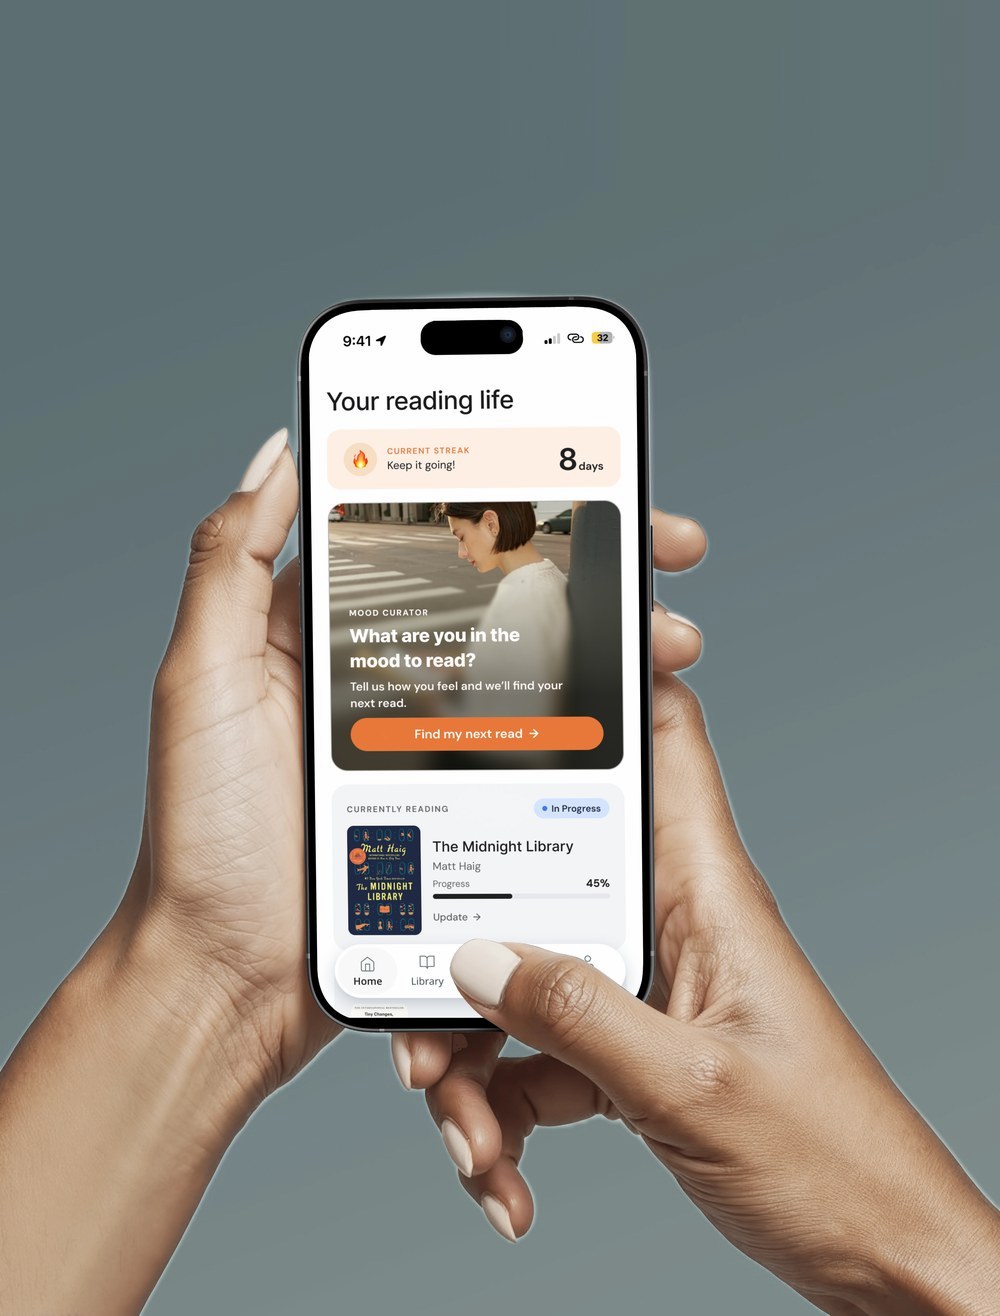 9:41
32
Your reading life
CURRENT STREAK
Keep it going!
8 days
MOOD CURATOR
What are you in the
mood to read?
Tell us how you feel and we'll find your
next read.
Find my next read →
CURRENTLY READING
In Progress
Matt Haig
The MIDNIGHT
LIBRARY
The Midnight Library
Matt Haig
Progress
45%
Update →
Home
Library
Tiny Changes,